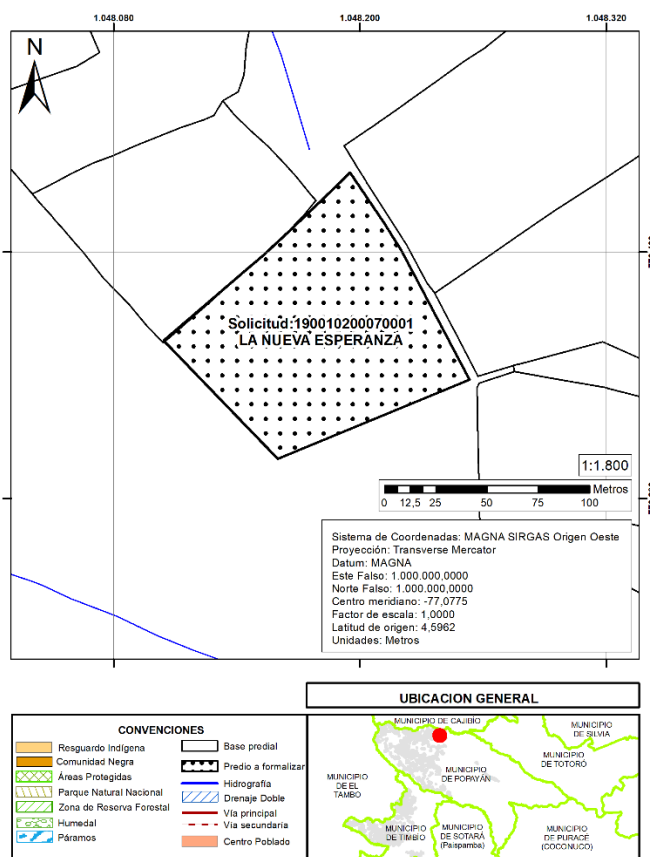 1.048.080
1.048.200
1.048.320
N
Solicitud:190010200070001
LA NUEVA ESPERANZA
1:1.800
Metros
0 12,5 25 50 75 100
Sistema de Coordenadas: MAGNA SIRGAS Origen Oeste
Proyección: Transverse Mercator
Datum: MAGNA
Este Falso: 1.000.000,0000
Norte Falso: 1.000.000,0000
Centro meridiano: -77,0775
Factor de escala: 1,0000
Latitud de origen: 4,5962
Unidades: Metros
CONVENCIONES
Resguardo Indígena
Comunidad Negra
Áreas Protegidas
Parque Natural Nacional
Zona de Reserva Forestal
Humedal
Páramos
Base predial
Predio a formalizar
Hidrografía
Drenaje Doble
Vía principal
Vía secundaria
Centro Poblado
UBICACION GENERAL
MUNICIPIO DE CAJIBÍO
MUNICIPIO
DE SILVIA
MUNICIPIO
DE TOTORÓ
MUNICIPIO
DE EL
TAMBO
MUNICIPIO
DE POPAYÁN
MUNICIPIO
DE TIMBÍO
MUNICIPIO
DE SOTARÁ
(Paispamba)
MUNICIPIO
DE PURACÉ
(COCONUCO)